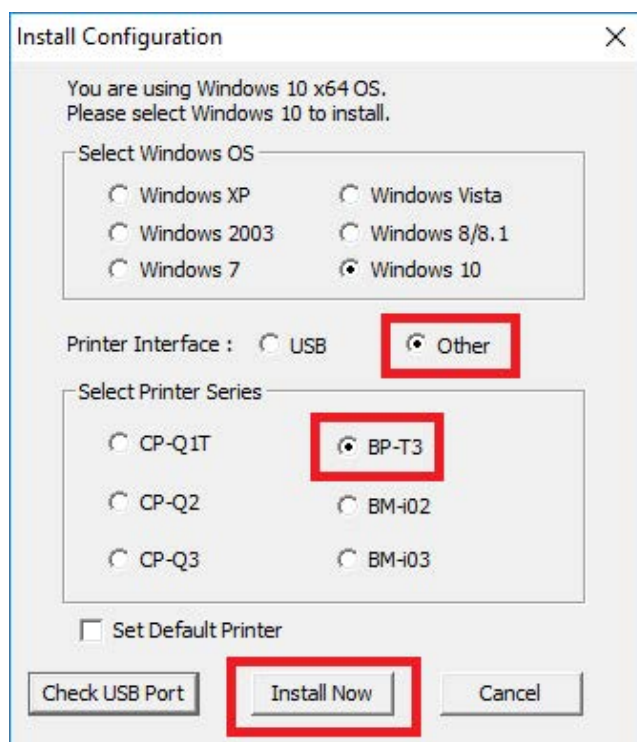 Install Configuration
You are using Windows 10 x64 OS.
Please select Windows 10 to install.
Select Windows OS
Windows XP Windows Vista
Windows 2003 Windows 8/8.1
Windows 7 Windows 10
Printer Interface : USB Other
Select Printer Series
CP-Q1T BP-T3
CP-Q2 BM-i02
CP-Q3 BM-i03
Set Default Printer
Check USB Port Install Now Cancel